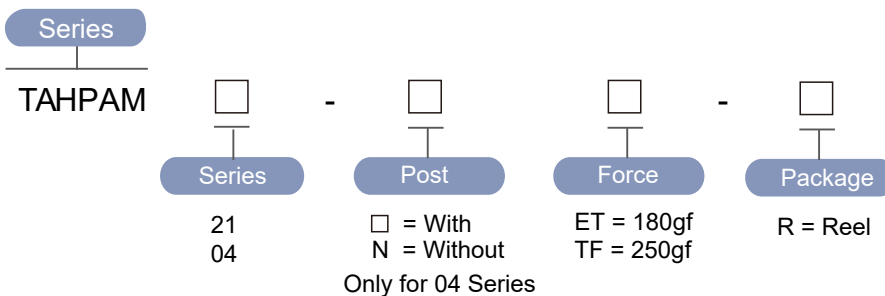 Series
TAHPAM □ - □ □ - □
Series Post Force Package
21 □ = With ET = 180gf R = Reel
04 N = Without TF = 250gf
Only for 04 Series